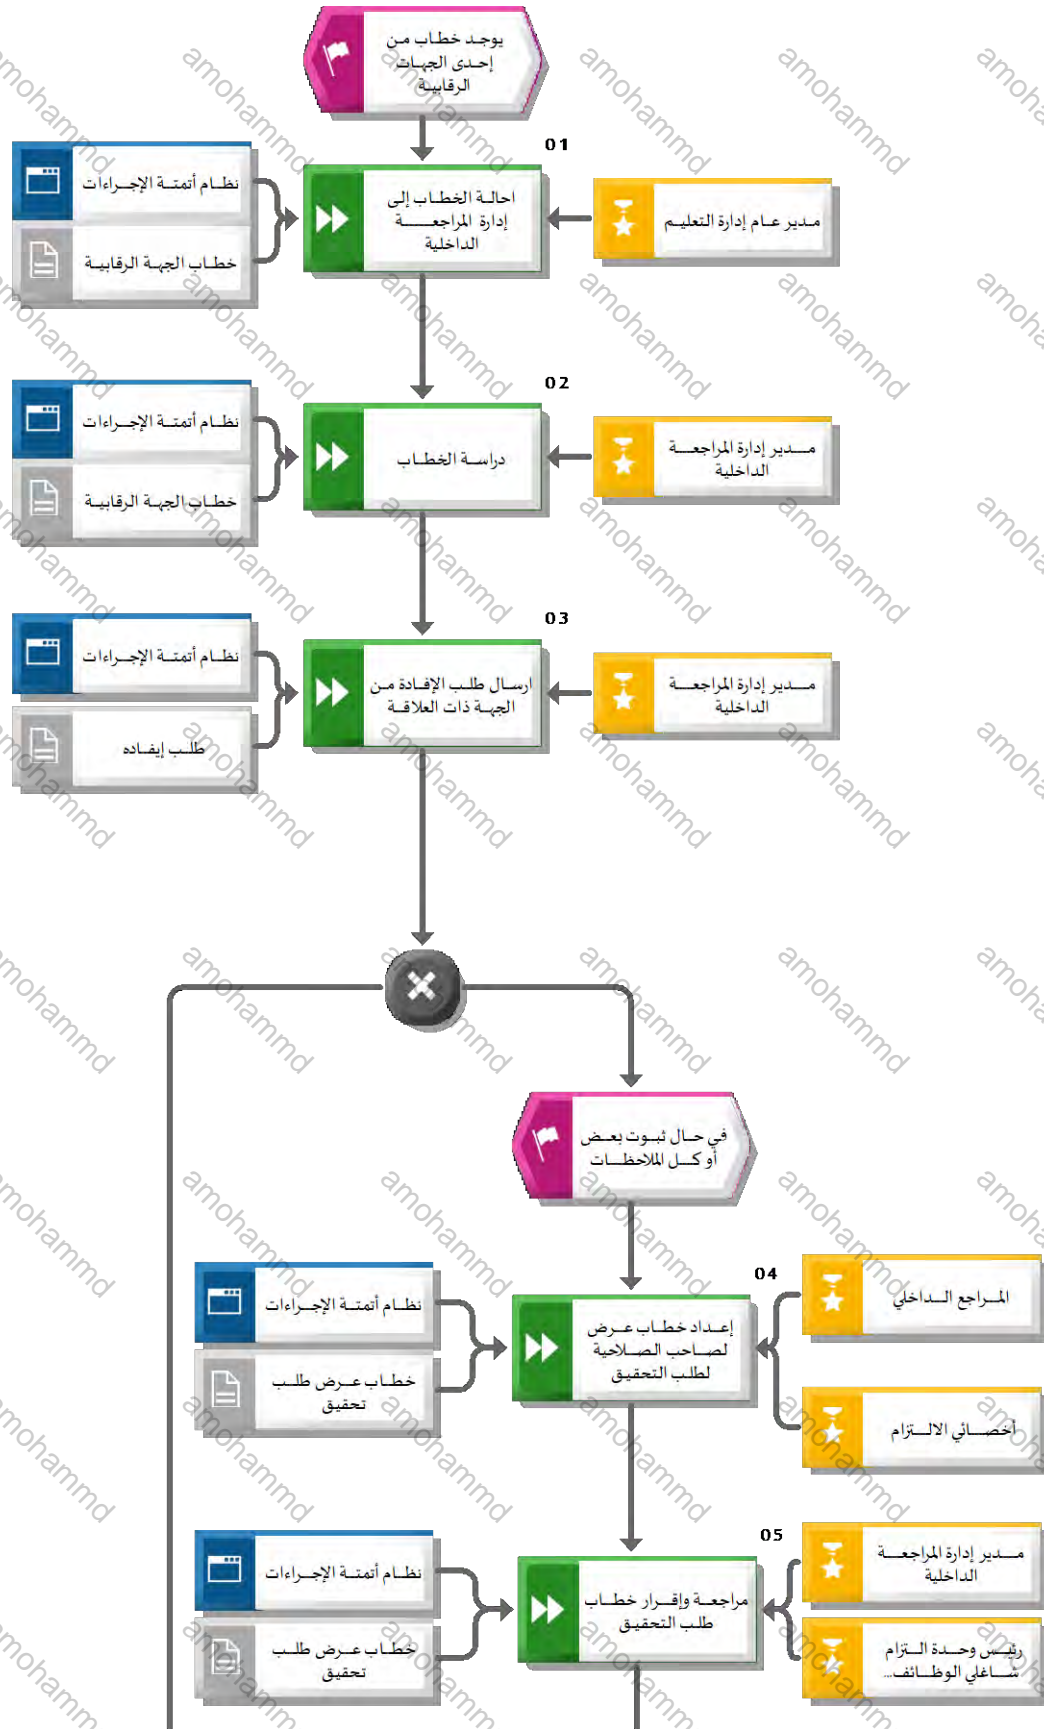 يوجد خطاب من
إحدى الجهات
الرقابية
01
مدير عام إدارة التعليم
احالة الخطاب إلى
إدارة المراجعة
الداخلية
نظام أتمتة الإجراءات
خطاب الجهة الرقابية
02
مدير إدارة المراجعة
الداخلية
دراسة الخطاب
نظام أتمتة الإجراءات
خطاب الجهة الرقابية
03
مدير إدارة المراجعة
الداخلية
ارسال طلب الإفادة من
الجهة ذات العلاقة
نظام أتمتة الإجراءات
طلب إيفاده
في حال ثبوت بعض
أو كل الملاحظات
04
المراجع الداخلي
أخصائي الالتزام
إعداد خطاب عرض
لصاحب الصلاحية
لطلب التحقيق
نظام أتمتة الإجراءات
خطاب عرض طلب
تحقيق
05
مدير إدارة المراجعة
الداخلية
رئيس وحدة التزام
شاغلي الوظائف...
مراجعة وإقرار خطاب
طلب التحقيق
نظام أتمتة الإجراءات
خطاب عرض طلب
تحقيق
amohammd